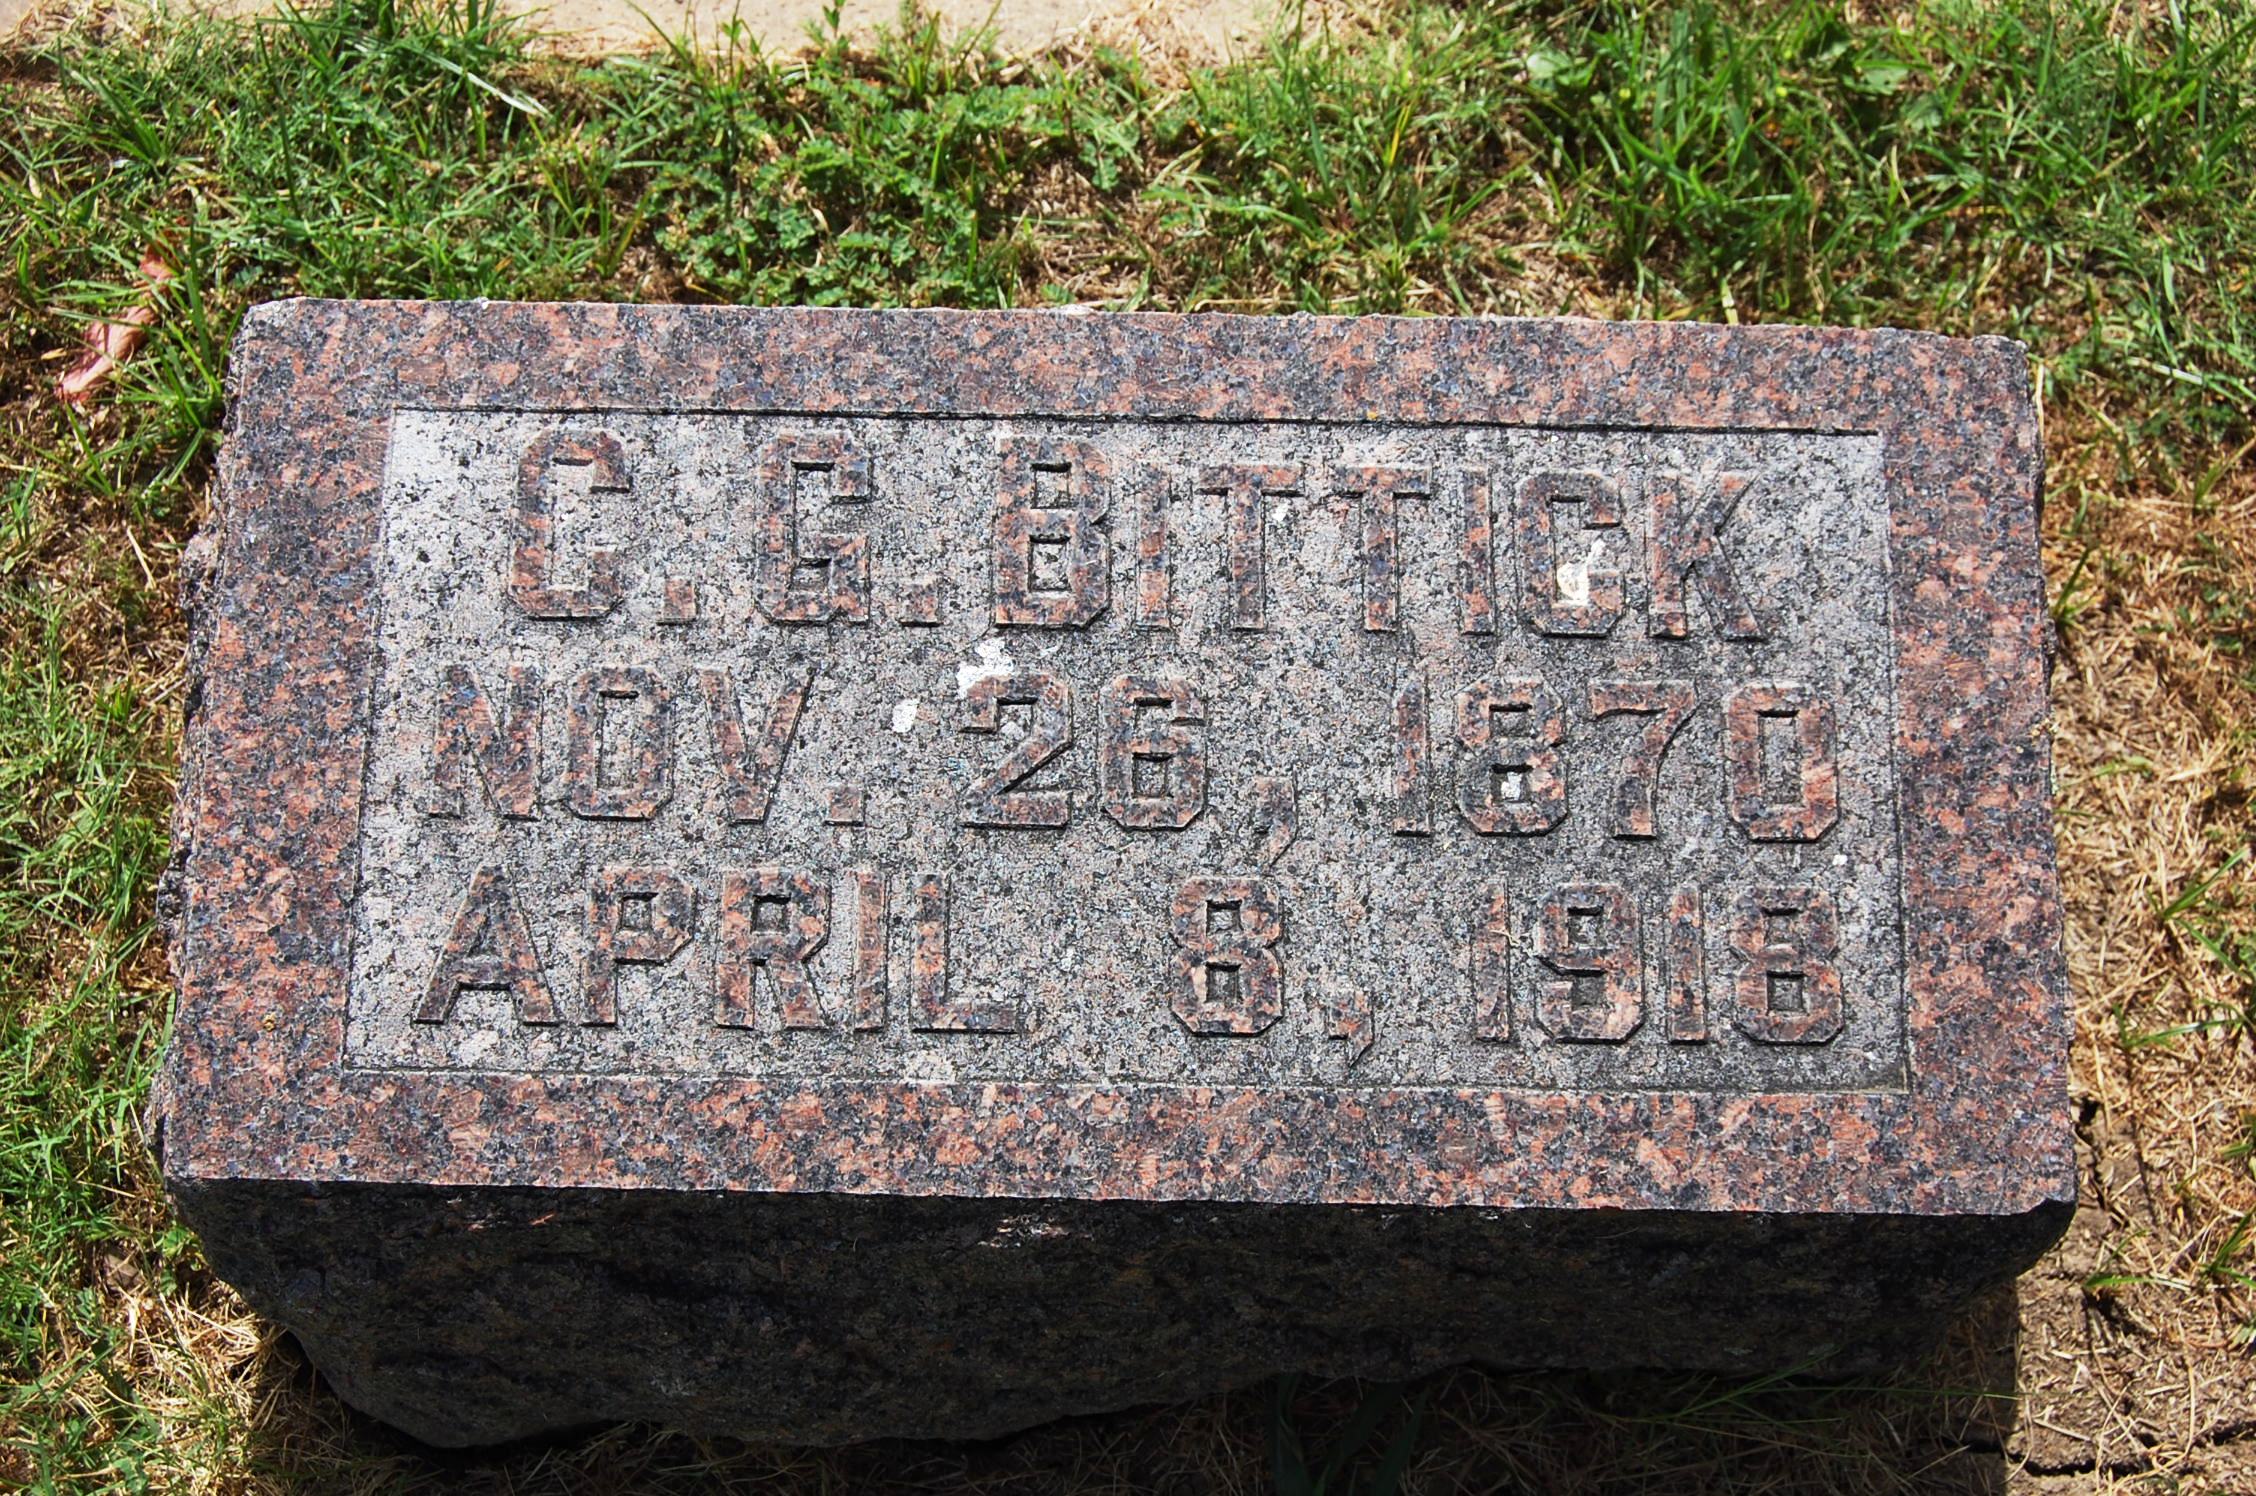 C. G. BITTICK
NOV. 26, 1870
APRIL 8, 1918